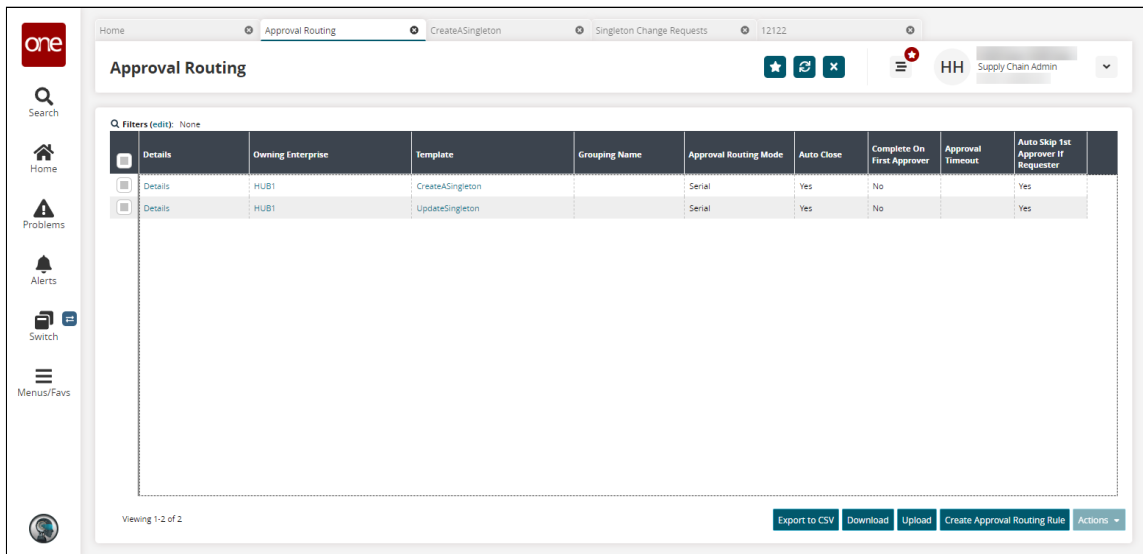 one
Home Approval Routing CreateASingleton Singleton Change Requests 12122
Approval Routing
HH Supply Chain Admin
Search
Home
Problems
Alerts
Switch
Menus/Favs
Filters (edit): None
Details Owning Enterprise Template Grouping Name Approval Routing Mode Auto Close Complete On First Approver Approval Timeout Auto Skip 1st Approver If Requester
Details HUB1 CreateASingleton Serial Yes No Yes
Details HUB1 UpdateSingleton Serial Yes No Yes
Viewing 1-2 of 2
Export to CSV Download Upload Create Approval Routing Rule Actions